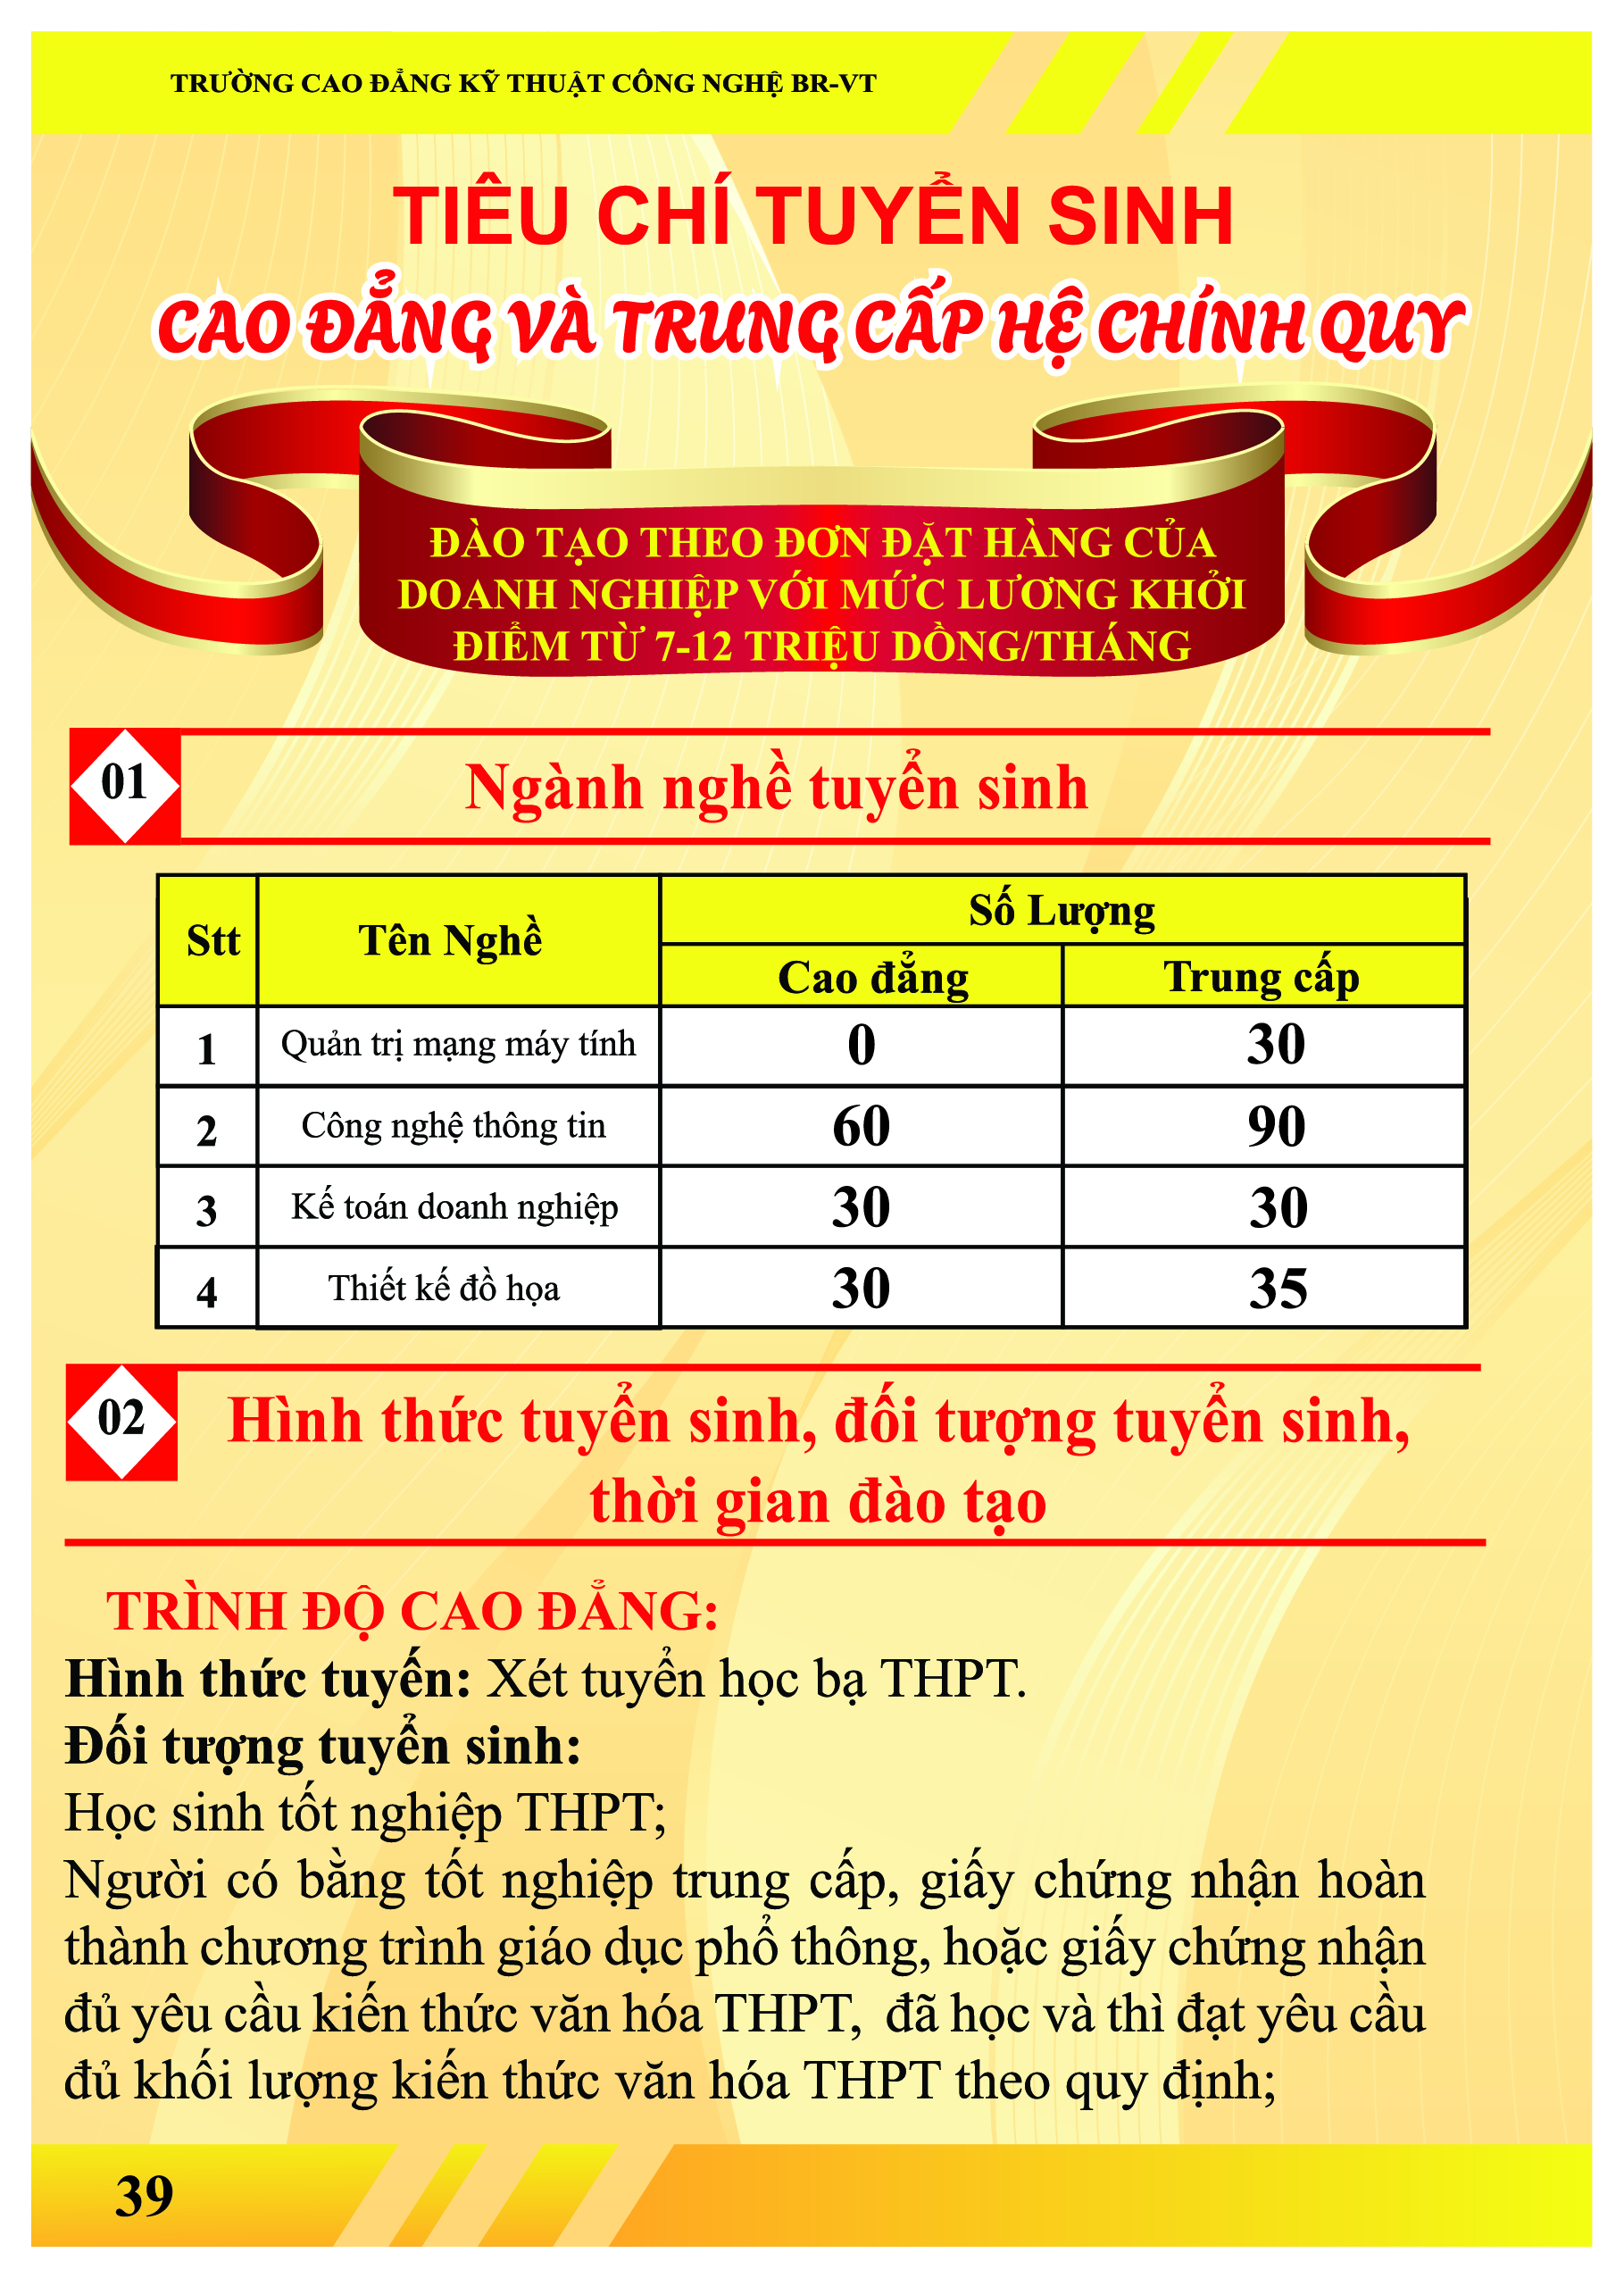 TRƯỜNG CAO ĐẲNG KỸ THUẬT CÔNG NGHỆ BR-VT
TIÊU CHÍ TUYỂN SINH
CAO ĐẲNG VÀ TRUNG CẤP HỆ CHÍNH QUY
ĐÀO TẠO THEO ĐƠN ĐẶT HÀNG CỦA
DOANH NGHIỆP VỚI MỨC LƯƠNG KHỞI
ĐIỂM TỪ 7-12 TRIỆU DỒNG/THÁNG
01 Ngành nghề tuyển sinh
Stt Tên Nghề Số Lượng
Cao đẳng Trung cấp
1 Quản trị mạng máy tính 0 30
2 Công nghệ thông tin 60 90
3 Kế toán doanh nghiệp 30 30
4 Thiết kế đồ họa 30 35
02 Hình thức tuyển sinh, đối tượng tuyển sinh,
thời gian đào tạo
TRÌNH ĐỘ CAO ĐẲNG:
Hình thức tuyến: Xét tuyển học bạ THPT.
Đối tượng tuyển sinh:
Học sinh tốt nghiệp THPT;
Người có bằng tốt nghiệp trung cấp, giấy chứng nhận hoàn
thành chương trình giáo dục phổ thông, hoặc giấy chứng nhận
đủ yêu cầu kiến thức văn hóa THPT, đã học và thì đạt yêu cầu
đủ khối lượng kiến thức văn hóa THPT theo quy định;
39